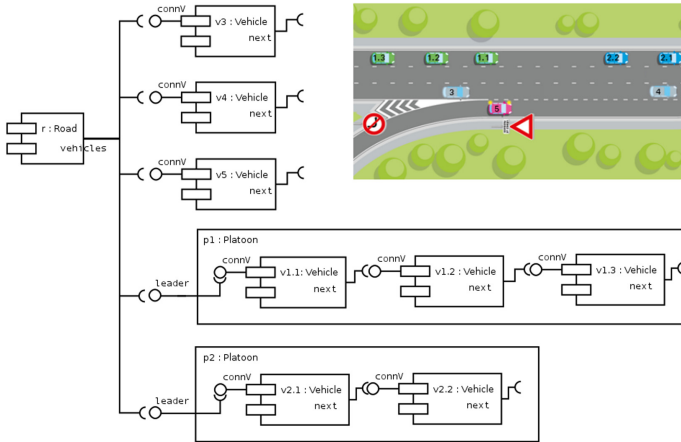 connV
v3 : Vehicle
next
connV
v4 : Vehicle
next
r : Road
vehicles
connV
v5 : Vehicle
next
1.3
1.2
1.1
2.2
2.1
3
4
5
p1 : Platoon
leader
connV
v1.1: Vehicle
next
connV
v1.2 : Vehicle
next
connV
v1.3 : Vehicle
next
p2 : Platoon
leader
connV
v2.1 : Vehicle
next
connV
v2.2 : Vehicle
next